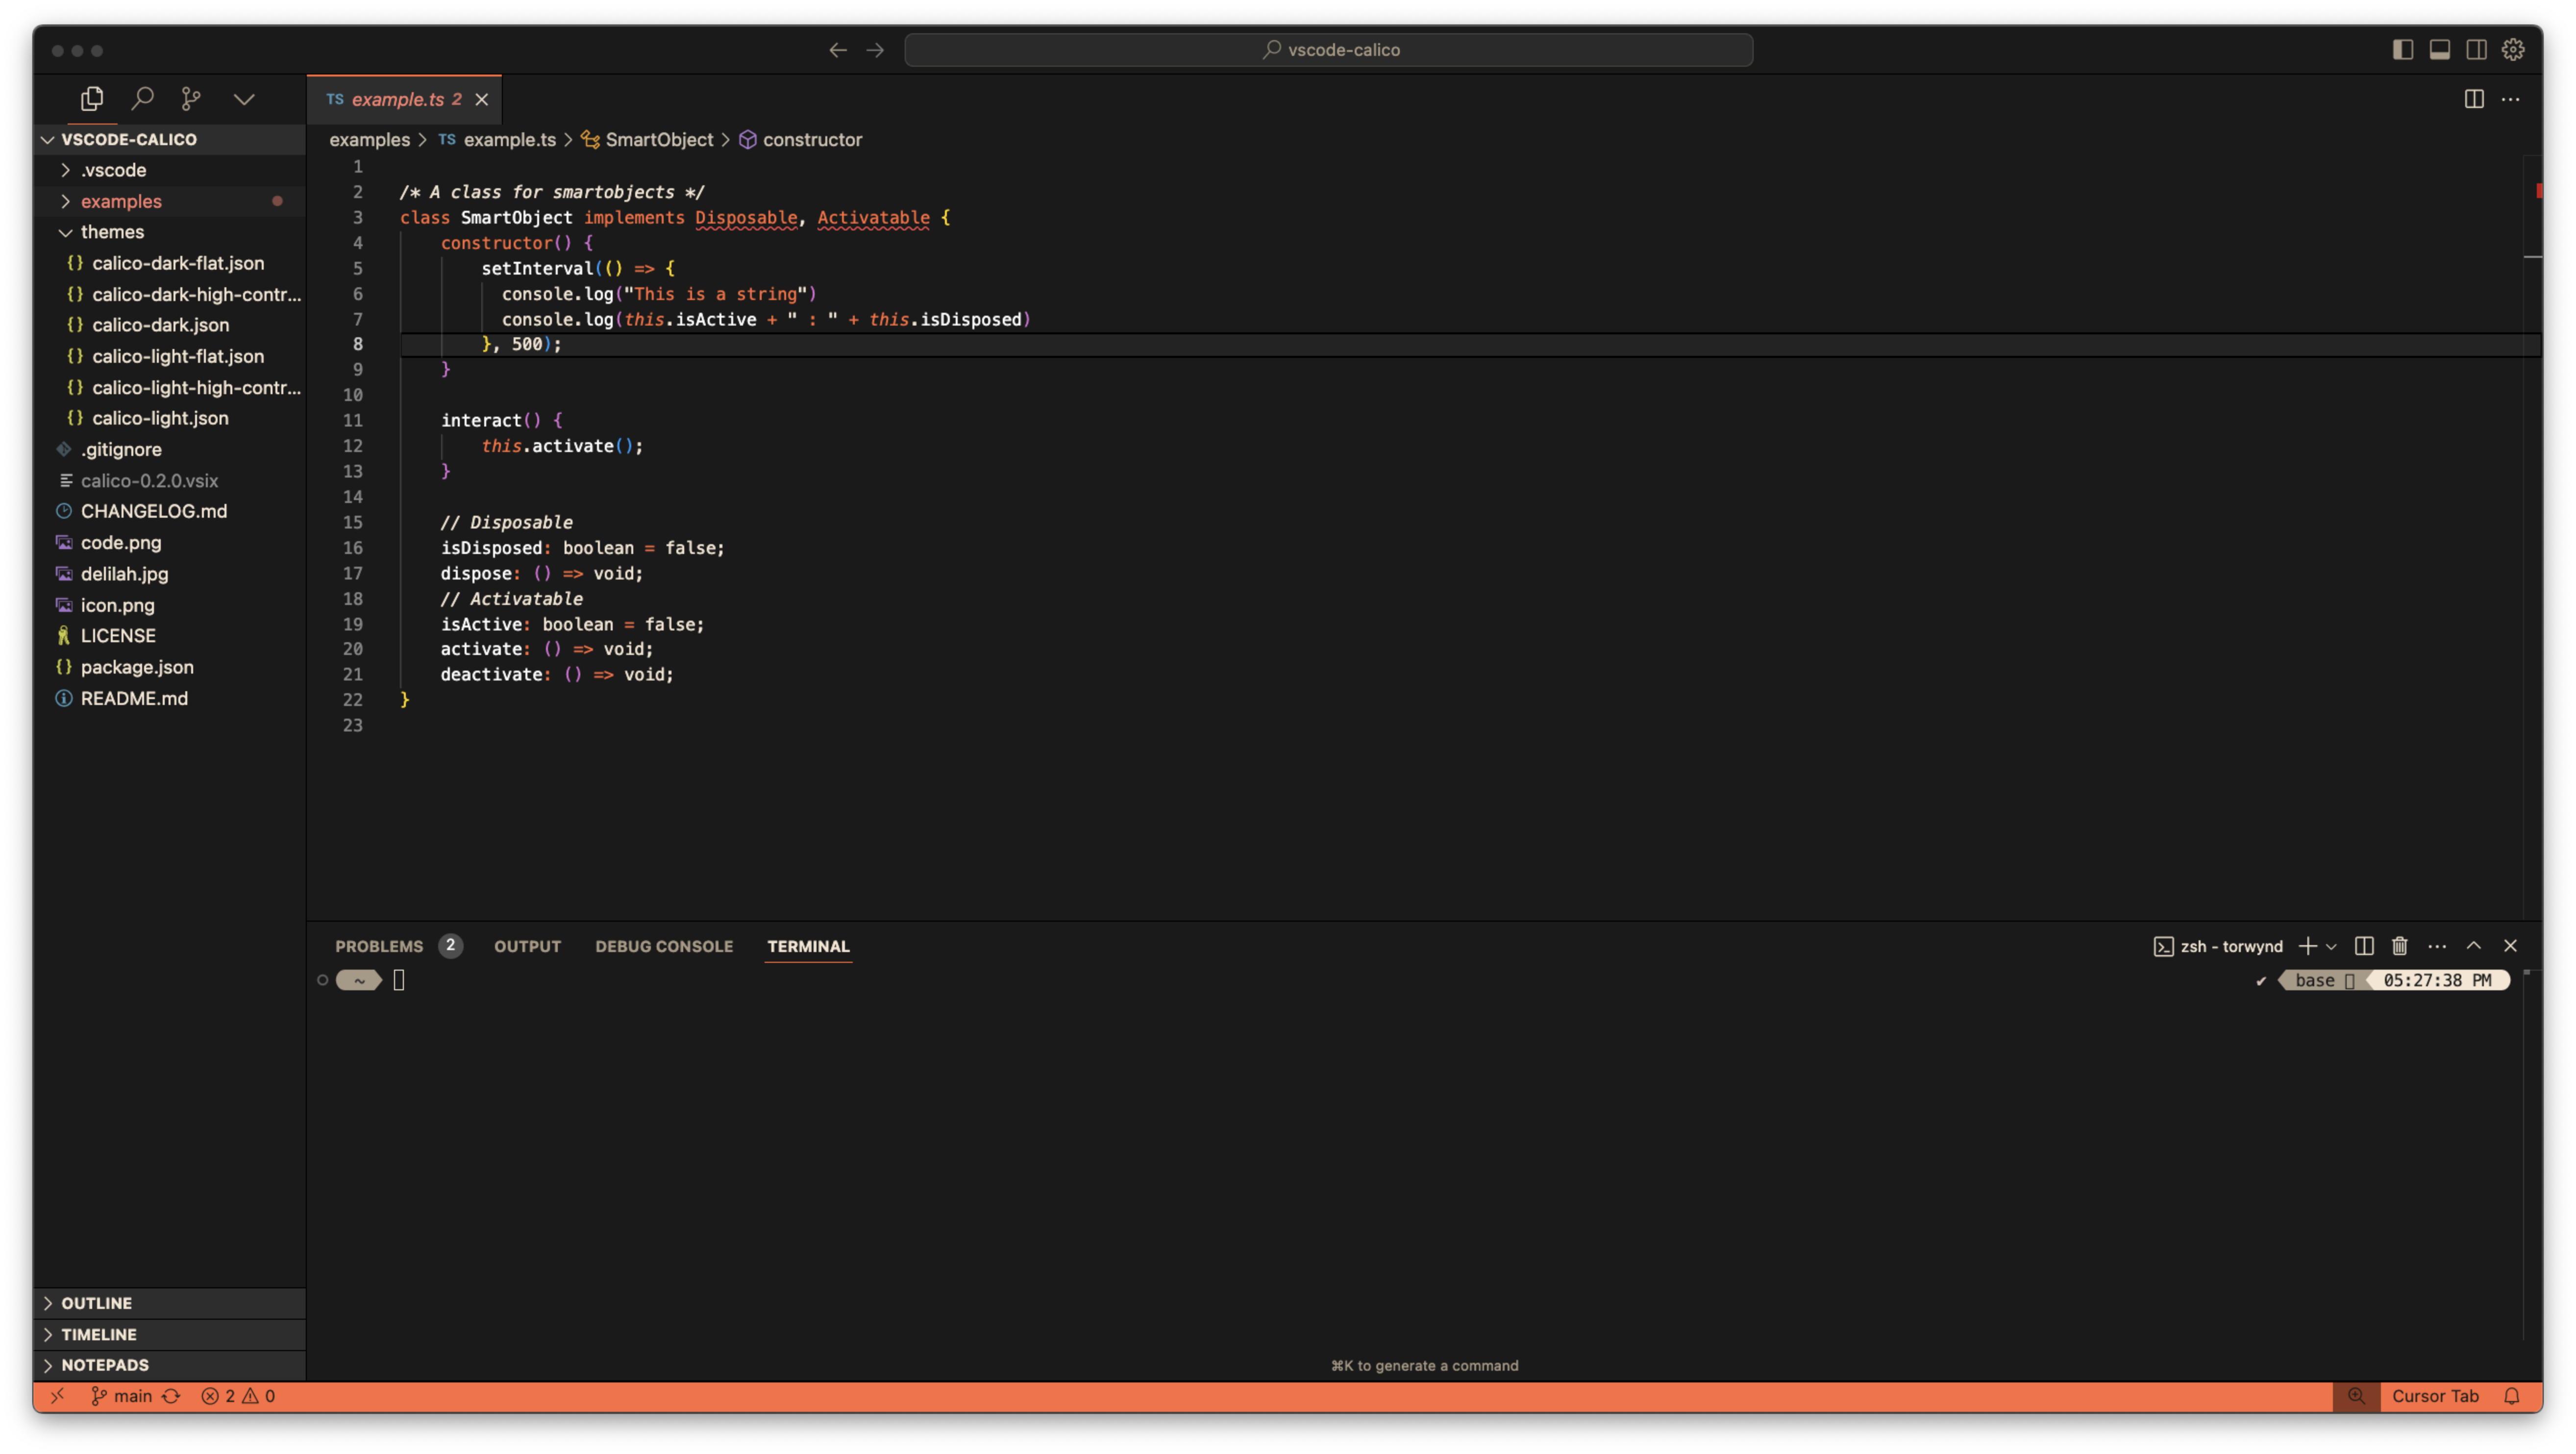 vscode-calico
VSCODE-CALICO
.vscode
examples
themes
{} calico-dark-flat.json
{} calico-dark-high-contr...
{} calico-dark.json
{} calico-light-flat.json
{} calico-light-high-contr...
{} calico-light.json
.gitignore
calico-0.2.0.vsix
CHANGELOG.md
code.png
delilah.jpg
icon.png
LICENSE
{} package.json
README.md
OUTLINE
TIMELINE
NOTEPADS
TS example.ts 2
examples > TS example.ts > SmartObject > constructor
1
2 /* A class for smartobjects */
3 class SmartObject implements Disposable, Activatable {
4 constructor() {
5 setInterval(() => {
6 console.log("This is a string")
7 console.log(this.isActive + " : " + this.isDisposed)
8 }, 500);
9 }
10
11 interact() {
12 this.activate();
13 }
14
15 // Disposable
16 isDisposed: boolean = false;
17 dispose: () => void;
18 // Activatable
19 isActive: boolean = false;
20 activate: () => void;
21 deactivate: () => void;
22 }
23
PROBLEMS 2 OUTPUT DEBUG CONSOLE TERMINAL
zsh - torwynd
~
base 05:27:38 PM
⌘K to generate a command
main 2 0
Cursor Tab